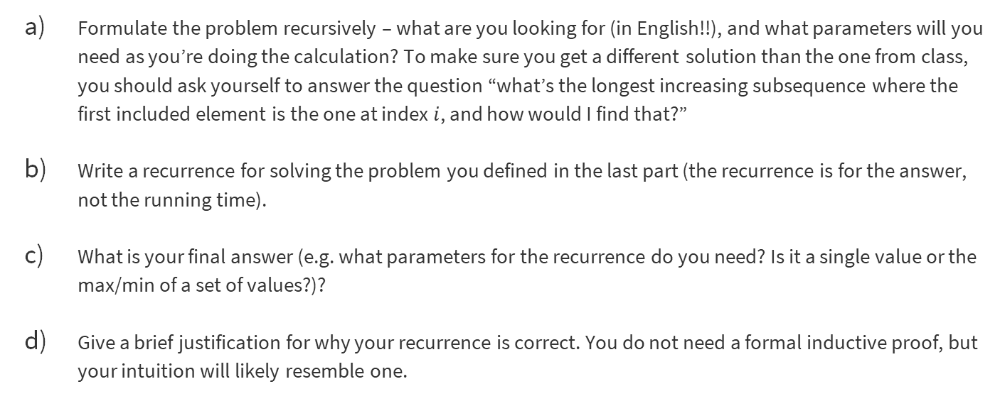 a) Formulate the problem recursively – what are you looking for (in English!!), and what parameters will you
need as you’re doing the calculation? To make sure you get a different solution than the one from class,
you should ask yourself to answer the question “what’s the longest increasing subsequence where the
first included element is the one at index i, and how would I find that?”
b) Write a recurrence for solving the problem you defined in the last part (the recurrence is for the answer,
not the running time).
c) What is your final answer (e.g. what parameters for the recurrence do you need? Is it a single value or the
max/min of a set of values?)?
d) Give a brief justification for why your recurrence is correct. You do not need a formal inductive proof, but
your intuition will likely resemble one.